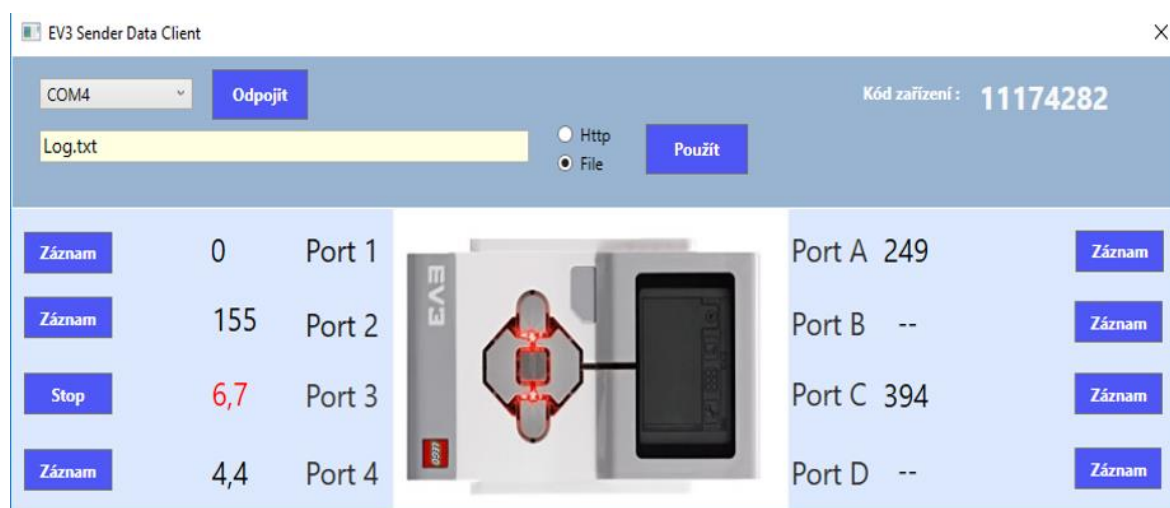 EV3 Sender Data Client
COM4
Odpojit
Kód zařízení :
11174282
Log.txt
Http
File
Použít
Záznam 0 Port 1
Záznam 155 Port 2
Stop 6,7 Port 3
Záznam 4,4 Port 4
EV3
LEGO
Port A 249 Záznam
Port B -- Záznam
Port C 394 Záznam
Port D -- Záznam